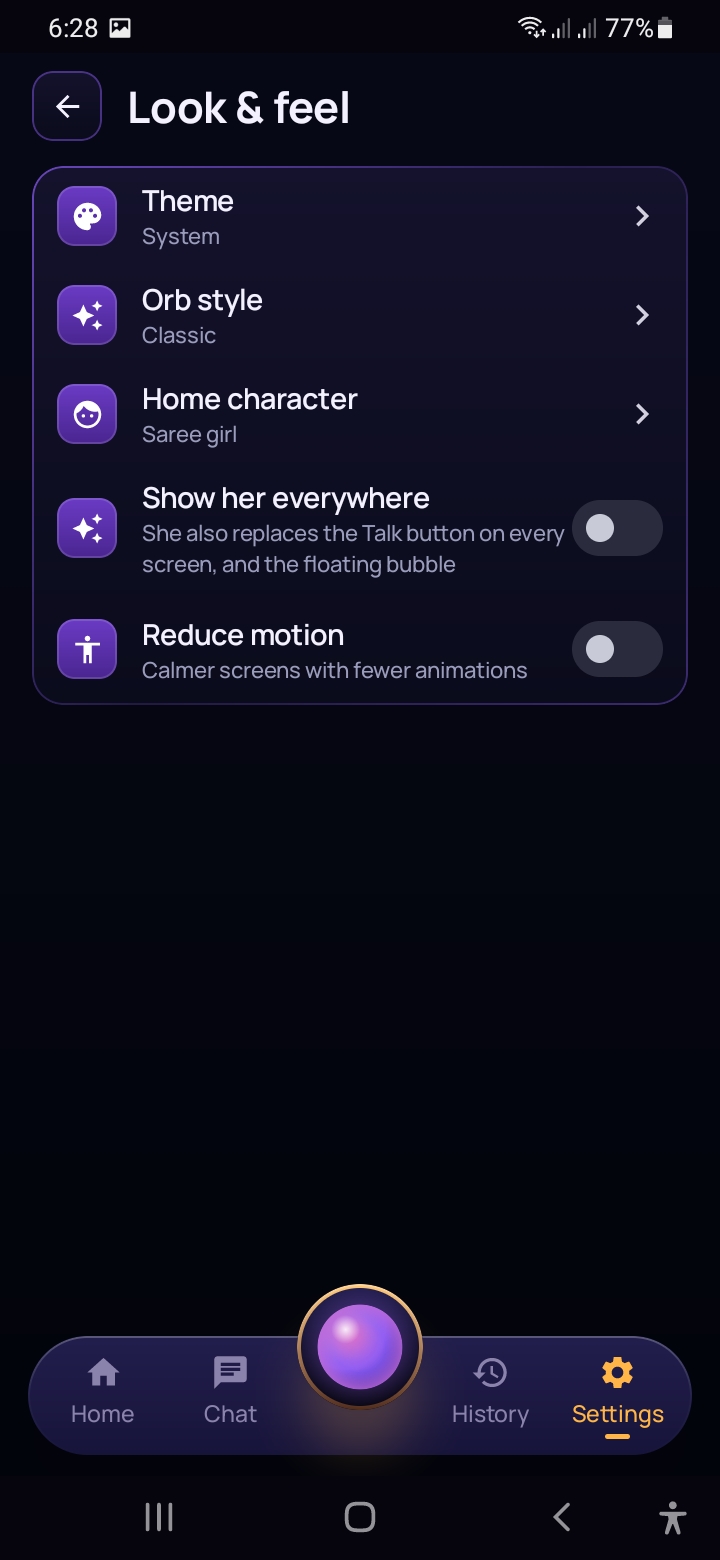 6:28 77%
Look & feel
Theme
System
Orb style
Classic
Home character
Saree girl
Show her everywhere
She also replaces the Talk button on every
screen, and the floating bubble
Reduce motion
Calmer screens with fewer animations
Home Chat History Settings